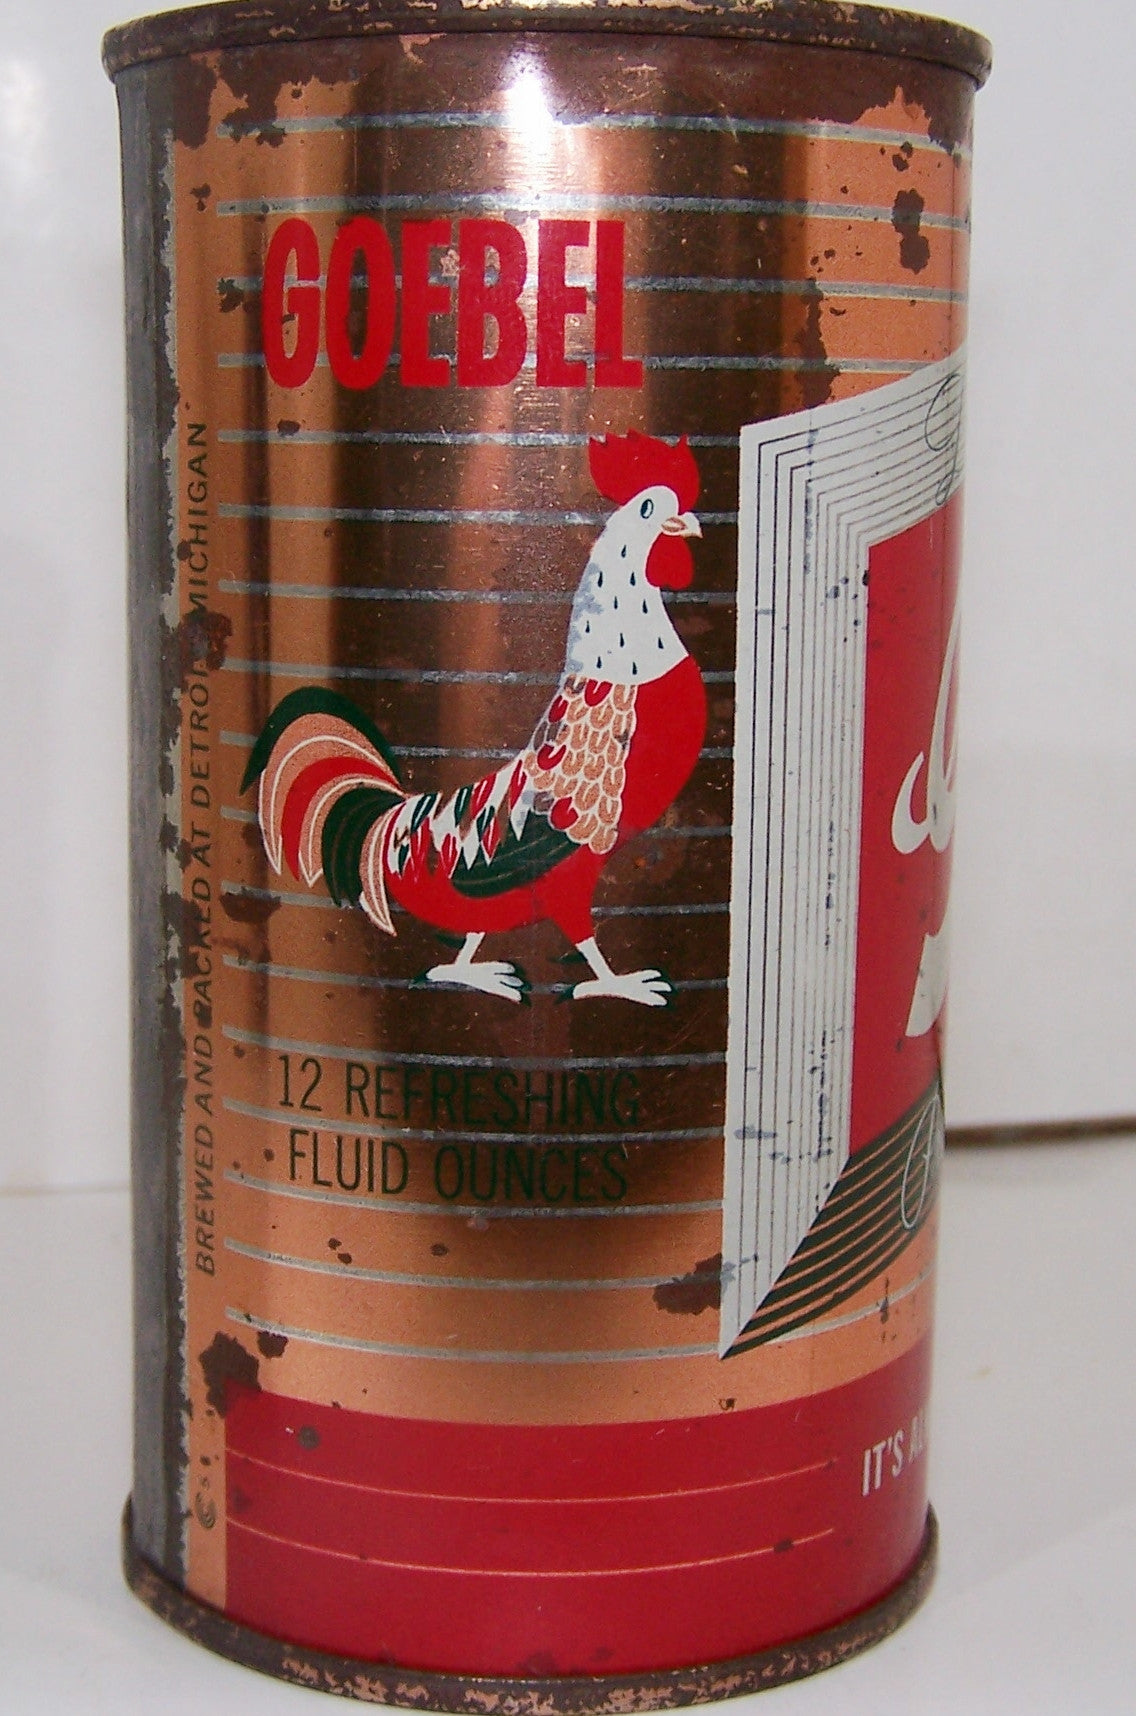 GOEBEL
12 REFRESHING
FLUID OUNCES
BREWED AND PACKED AT DETROIT MICHIGAN
IT'S